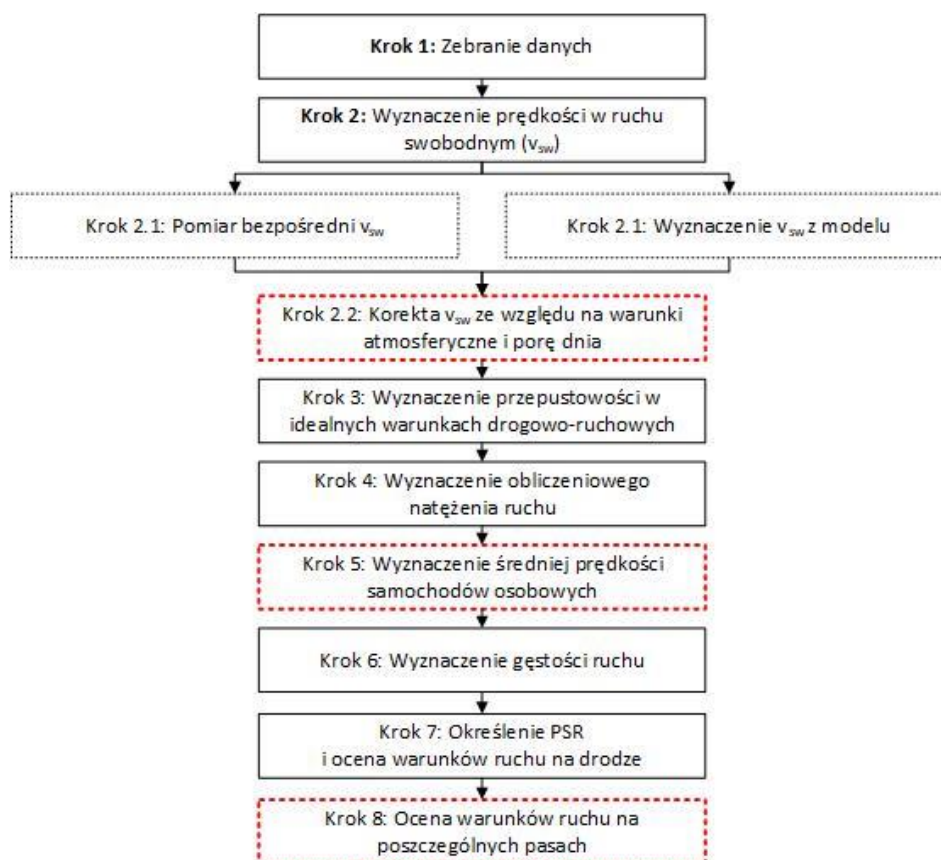 Krok 1: Zebranie danych
Krok 2: Wyznaczenie prędkości w ruchu
swobodnym (vsw)
Krok 2.1: Pomiar bezpośredni vsw
Krok 2.1: Wyznaczenie vsw z modelu
Krok 2.2: Korekta vsw ze względu na warunki
atmosferyczne i porę dnia
Krok 3: Wyznaczenie przepustowości w
idealnych warunkach drogowo-ruchowych
Krok 4: Wyznaczenie obliczeniowego
natężenia ruchu
Krok 5: Wyznaczenie średniej prędkości
samochodów osobowych
Krok 6: Wyznaczenie gęstości ruchu
Krok 7: Określenie PSR
i ocena warunków ruchu na drodze
Krok 8: Ocena warunków ruchu na
poszczególnych pasach